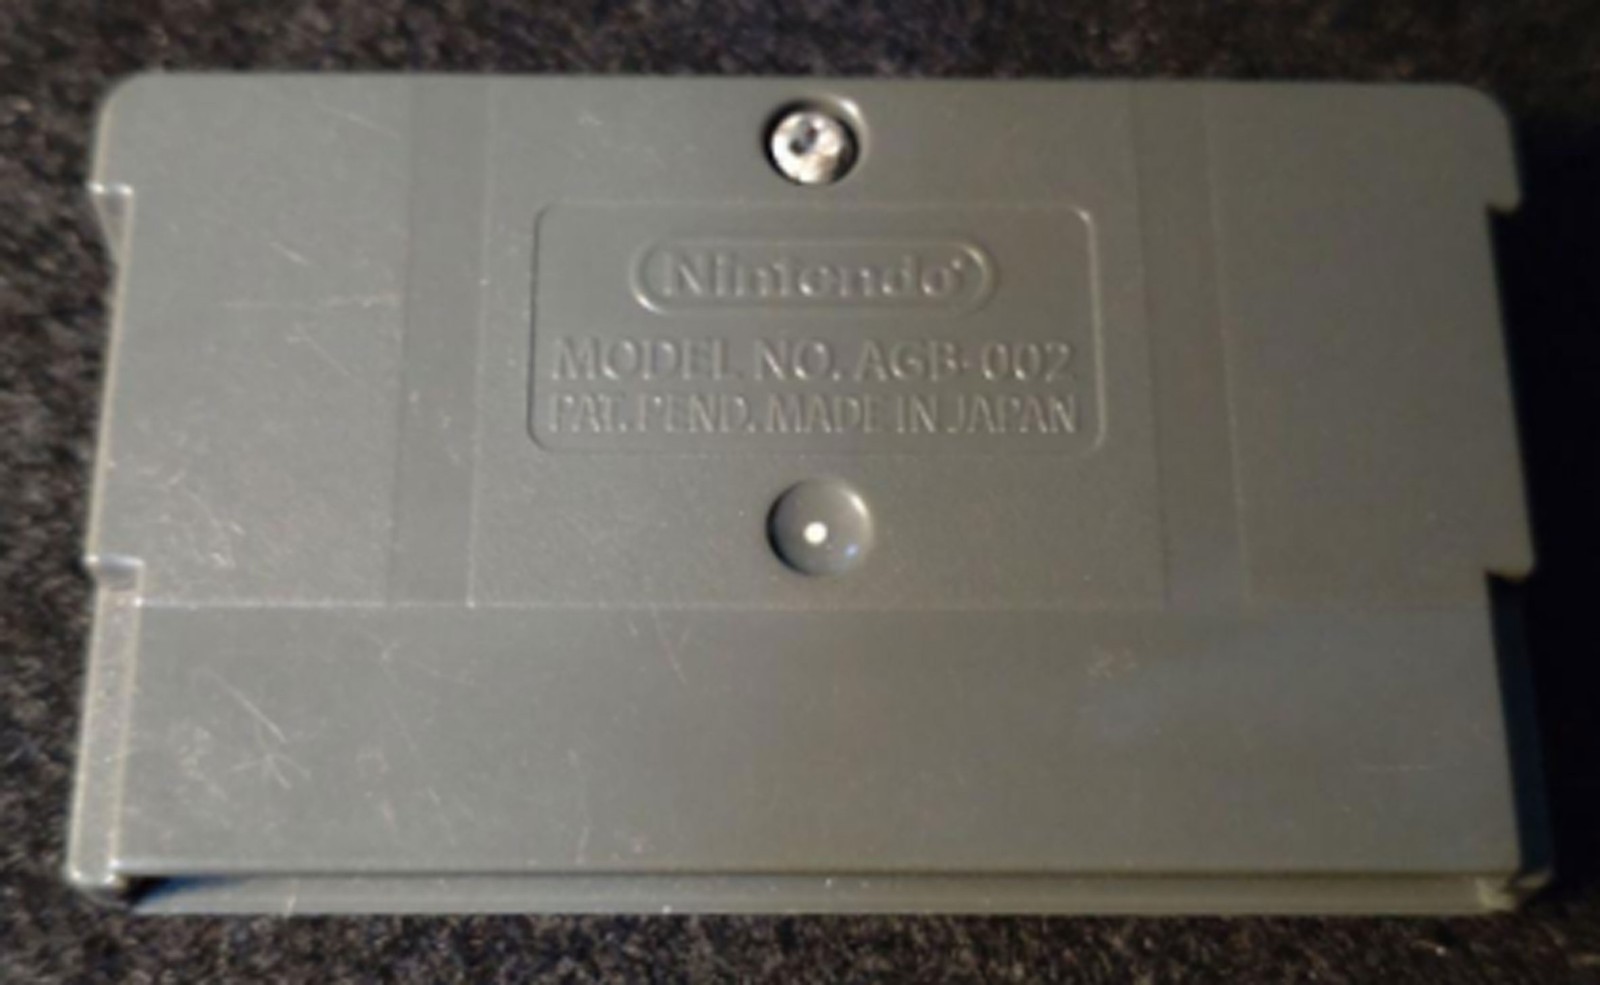 Nintendo®
MODEL NO. AGB-002
PAT. PEND. MADE IN JAPAN